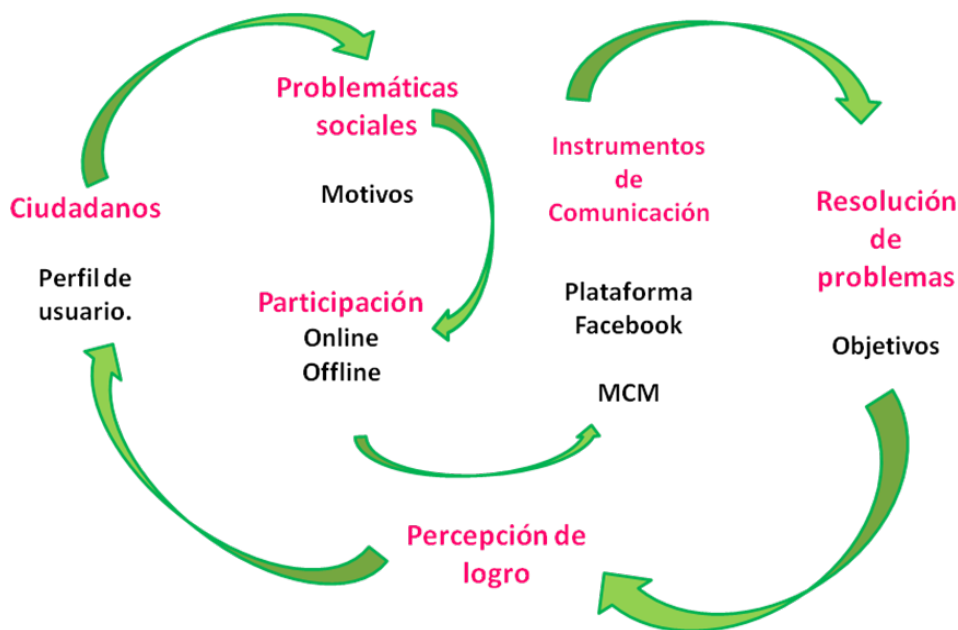 Ciudadanos
Perfil de
usuario.
Problemáticas
sociales
Motivos
Participación
Online
Offline
Instrumentos
de
Comunicación
Plataforma
Facebook
MCM
Resolución
de
problemas
Objetivos
Percepción de
logro